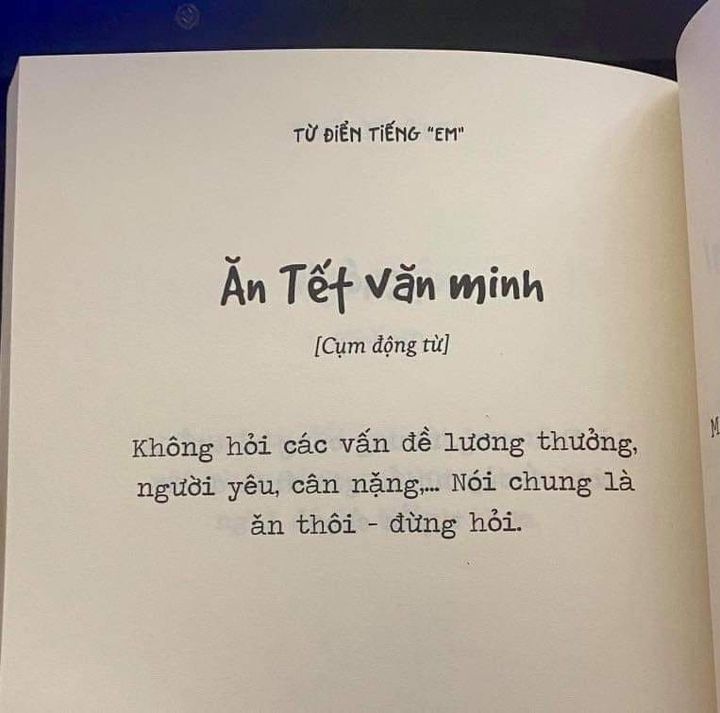 TỪ ĐIỂN TIẾNG "EM"
Ăn Tết văn minh
[Cụm động từ]
Không hỏi các vấn đề lương thưởng,
người yêu, cân nặng,... Nói chung là
ăn thôi - đừng hỏi.
M